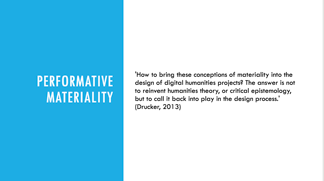 PERFORMATIVE
MATERIALITY
'How to bring these conceptions of materiality into the
design of digital humanities projects? The answer is not
to reinvent humanities theory, or critical epistemology,
but to call it back into play in the design process.'
(Drucker, 2013)